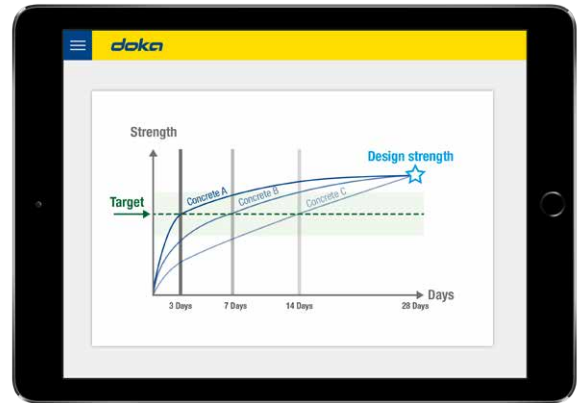 doka
Strength
Design strength
Concrete A
Concrete B
Concrete C
Target
Days
3 Days
7 Days
14 Days
28 Days